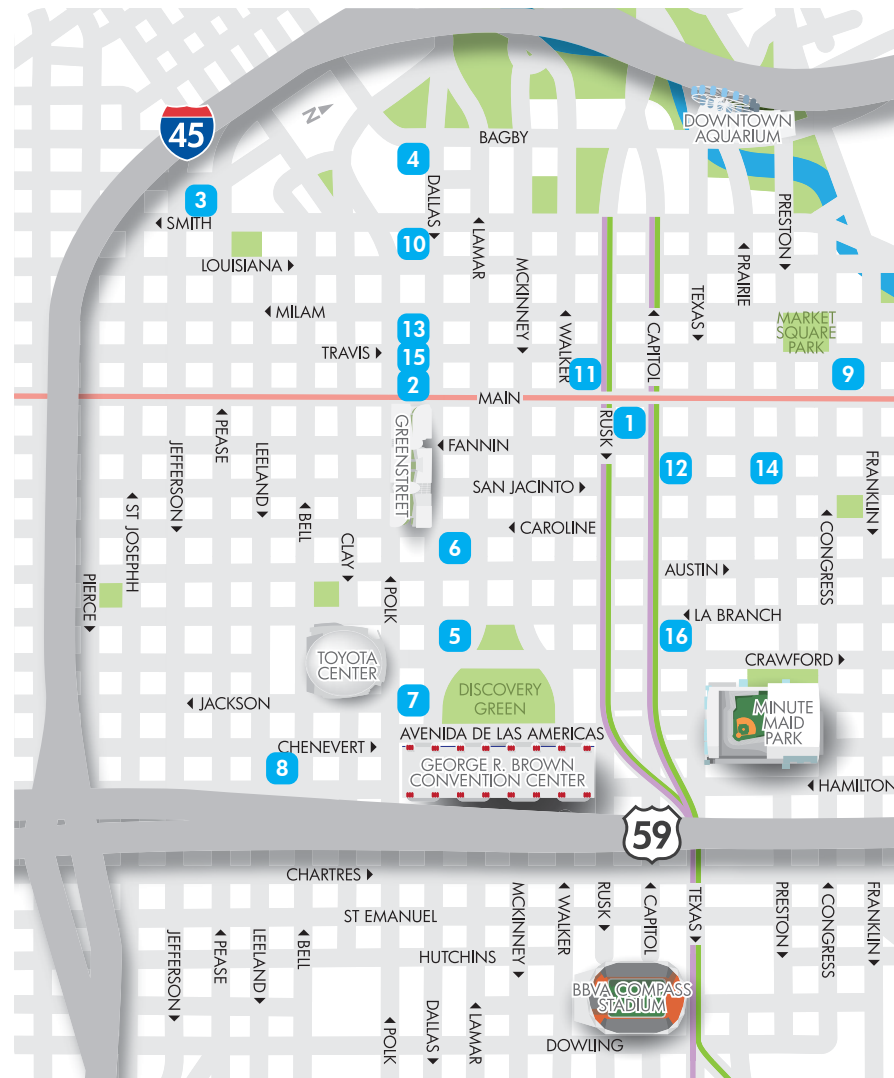 45
N
DOWNTOWN
AQUARIUM
BAGBY
4
3
DALLAS
PRESTON
SMITH
LAMAR
10
LOUISIANA
MCKINNEY
PRAIRIE
TEXAS
MILAM
WALKER
CAPITOL
MARKET
SQUARE
PARK
13
TRAVIS
15
11
9
2
MAIN
GREENSTREET
RUSK
1
PEASE
JEFFERSON
LEELAND
FANNIN
12
14
FRANKLIN
SAN JACINTO
ST JOSEPHH
BELL
CAROLINE
CONGRESS
6
CLAY
AUSTIN
PIERCE
POLK
LA BRANCH
5
16
TOYOTA
CENTER
CRAWFORD
DISCOVERY
GREEN
JACKSON
7
MINUTE
MAID
PARK
AVENIDA DE LAS AMERICAS
CHENEVERT
8
GEORGE R. BROWN
CONVENTION CENTER
HAMILTON
59
CHARTRES
MCKINNEY
WALKER
RUSK
CAPITOL
TEXAS
PRESTON
CONGRESS
FRANKLIN
ST EMANUEL
JEFFERSON
PEASE
LEELAND
BELL
HUTCHINS
BBVA COMPASS
STADIUM
POLK
DALLAS
LAMAR
DOWLING